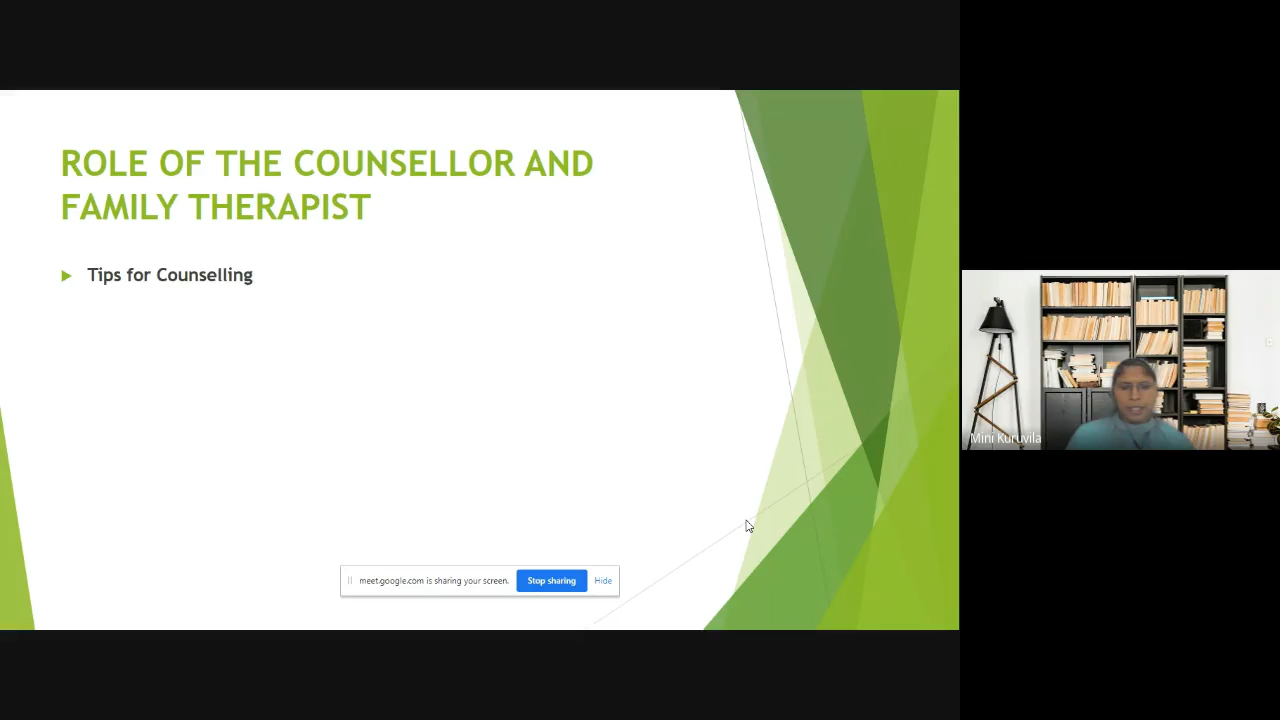 ROLE OF THE COUNSELLOR AND
FAMILY THERAPIST
Tips for Counselling
meet.google.com is sharing your screen.
Stop sharing
Hide
Mini Kuruvila